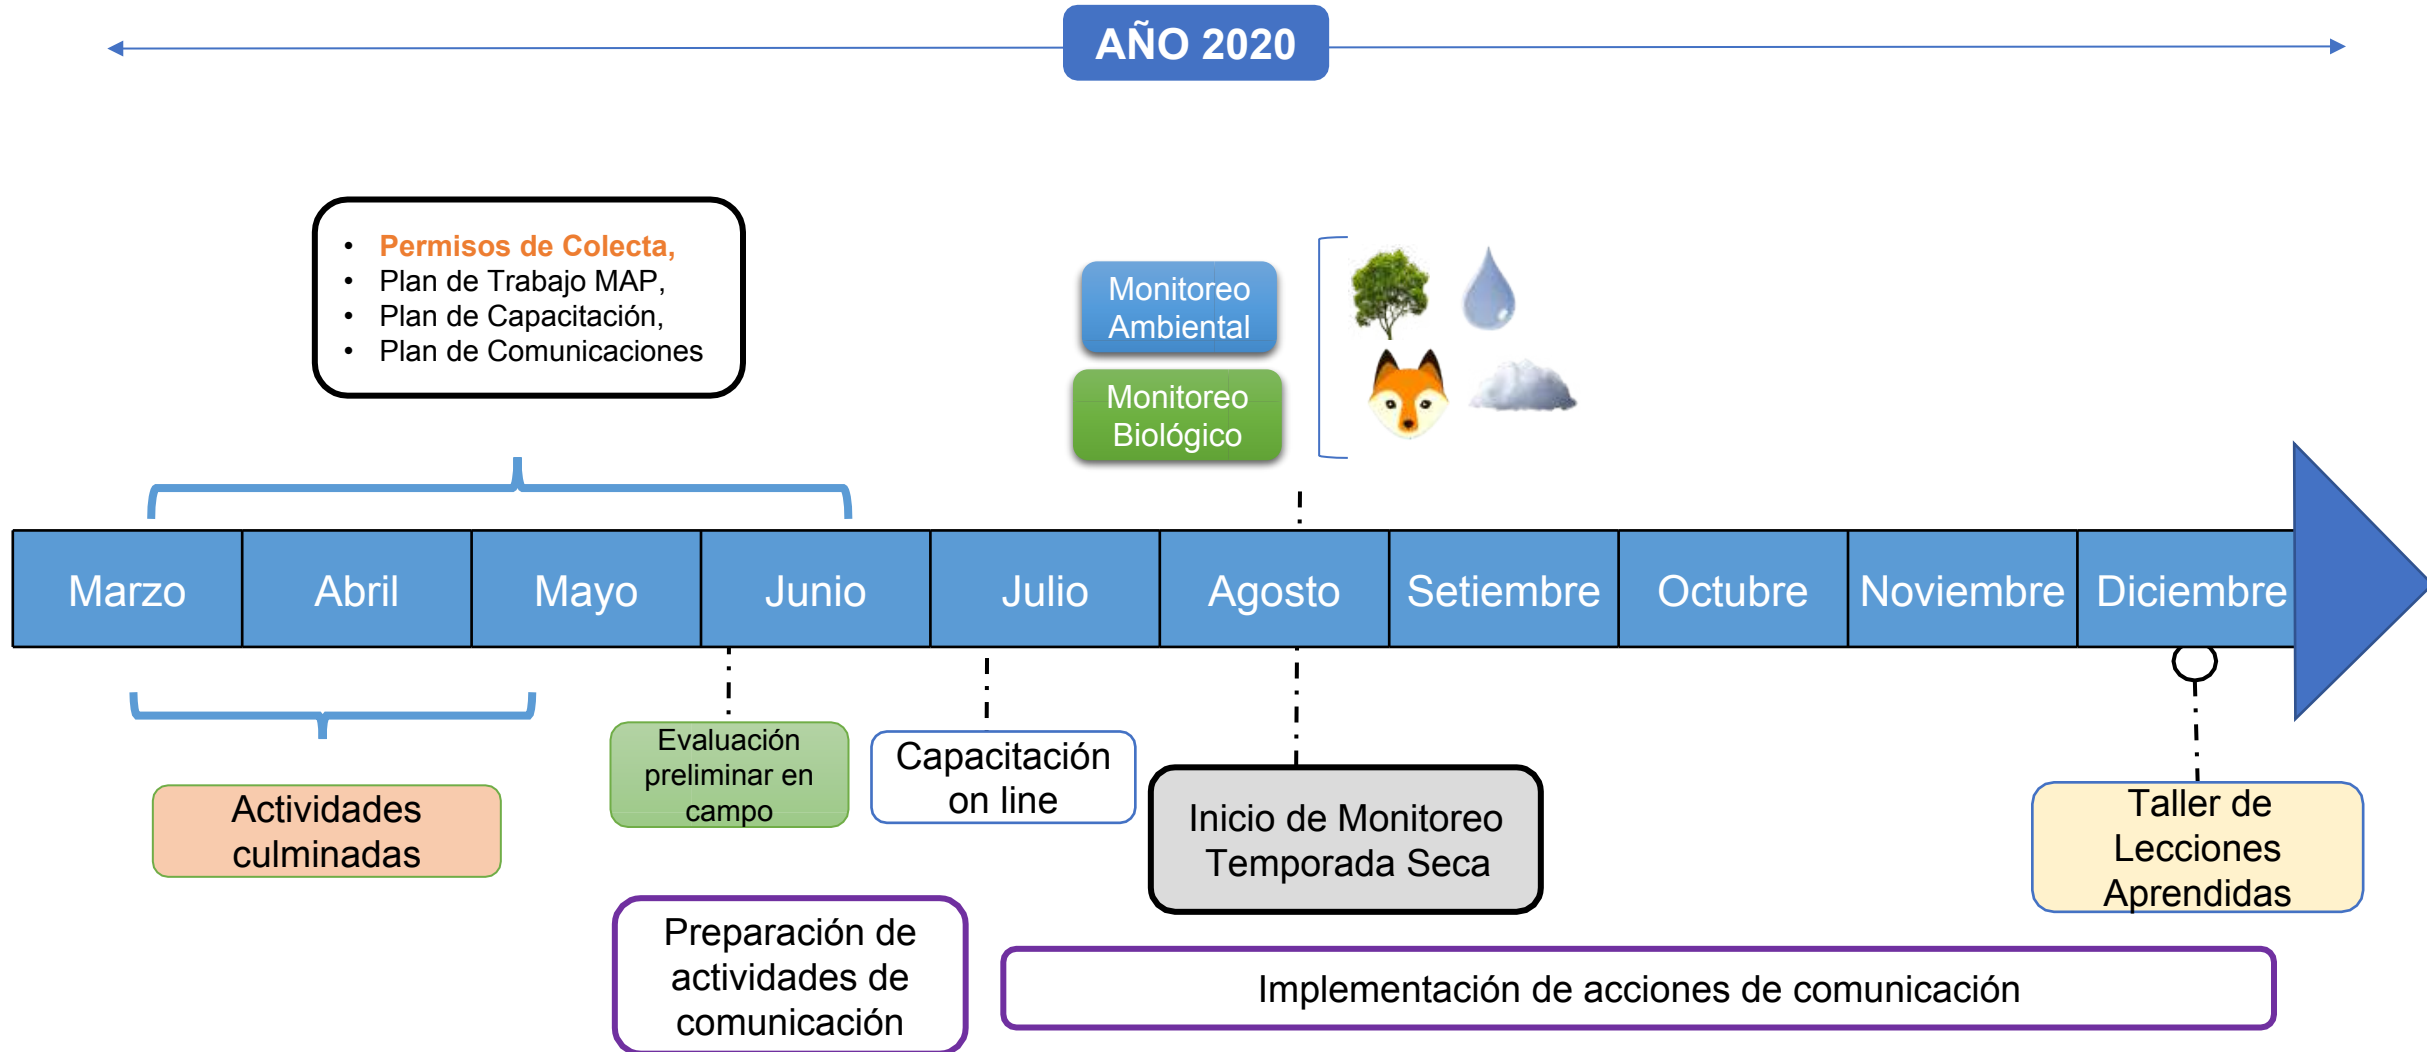 AÑO 2020
• Permisos de Colecta,
• Plan de Trabajo MAP,
• Plan de Capacitación,
• Plan de Comunicaciones
Monitoreo
Ambiental
Monitoreo
Biológico
Marzo
Abril
Mayo
Junio
Julio
Agosto
Setiembre
Octubre
Noviembre
Diciembre
Actividades
culminadas
Evaluación
preliminar en
campo
Capacitación
on line
Inicio de Monitoreo
Temporada Seca
Taller de
Lecciones
Aprendidas
Preparación de
actividades de
comunicación
Implementación de acciones de comunicación